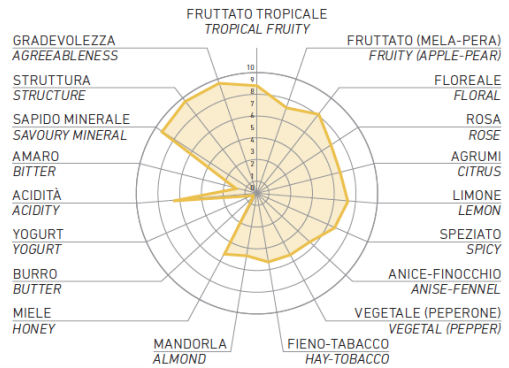 FRUTTATO TROPICALE
TROPICAL FRUITY
GRADEVOLEZZA
AGREEABLENESS
FRUTTATO (MELA-PERA)
FRUITY (APPLE-PEAR)
STRUTTURA
STRUCTURE
FLOREALE
FLORAL
SAPIDO MINERALE
SAVOURY MINERAL
ROSA
ROSE
AMARO
BITTER
AGRUMI
CITRUS
ACIDITÀ
ACIDITY
LIMONE
LEMON
YOGURT
YOGURT
SPEZIATO
SPICY
BURRO
BUTTER
ANICE-FINOCCHIO
ANISE-FENNEL
MIELE
HONEY
VEGETALE (PEPERONE)
VEGETAL (PEPPER)
MANDORLA
ALMOND
FIENO-TABACCO
HAY-TOBACCO
10
9
8
7
6
5
4
3
2
1
0